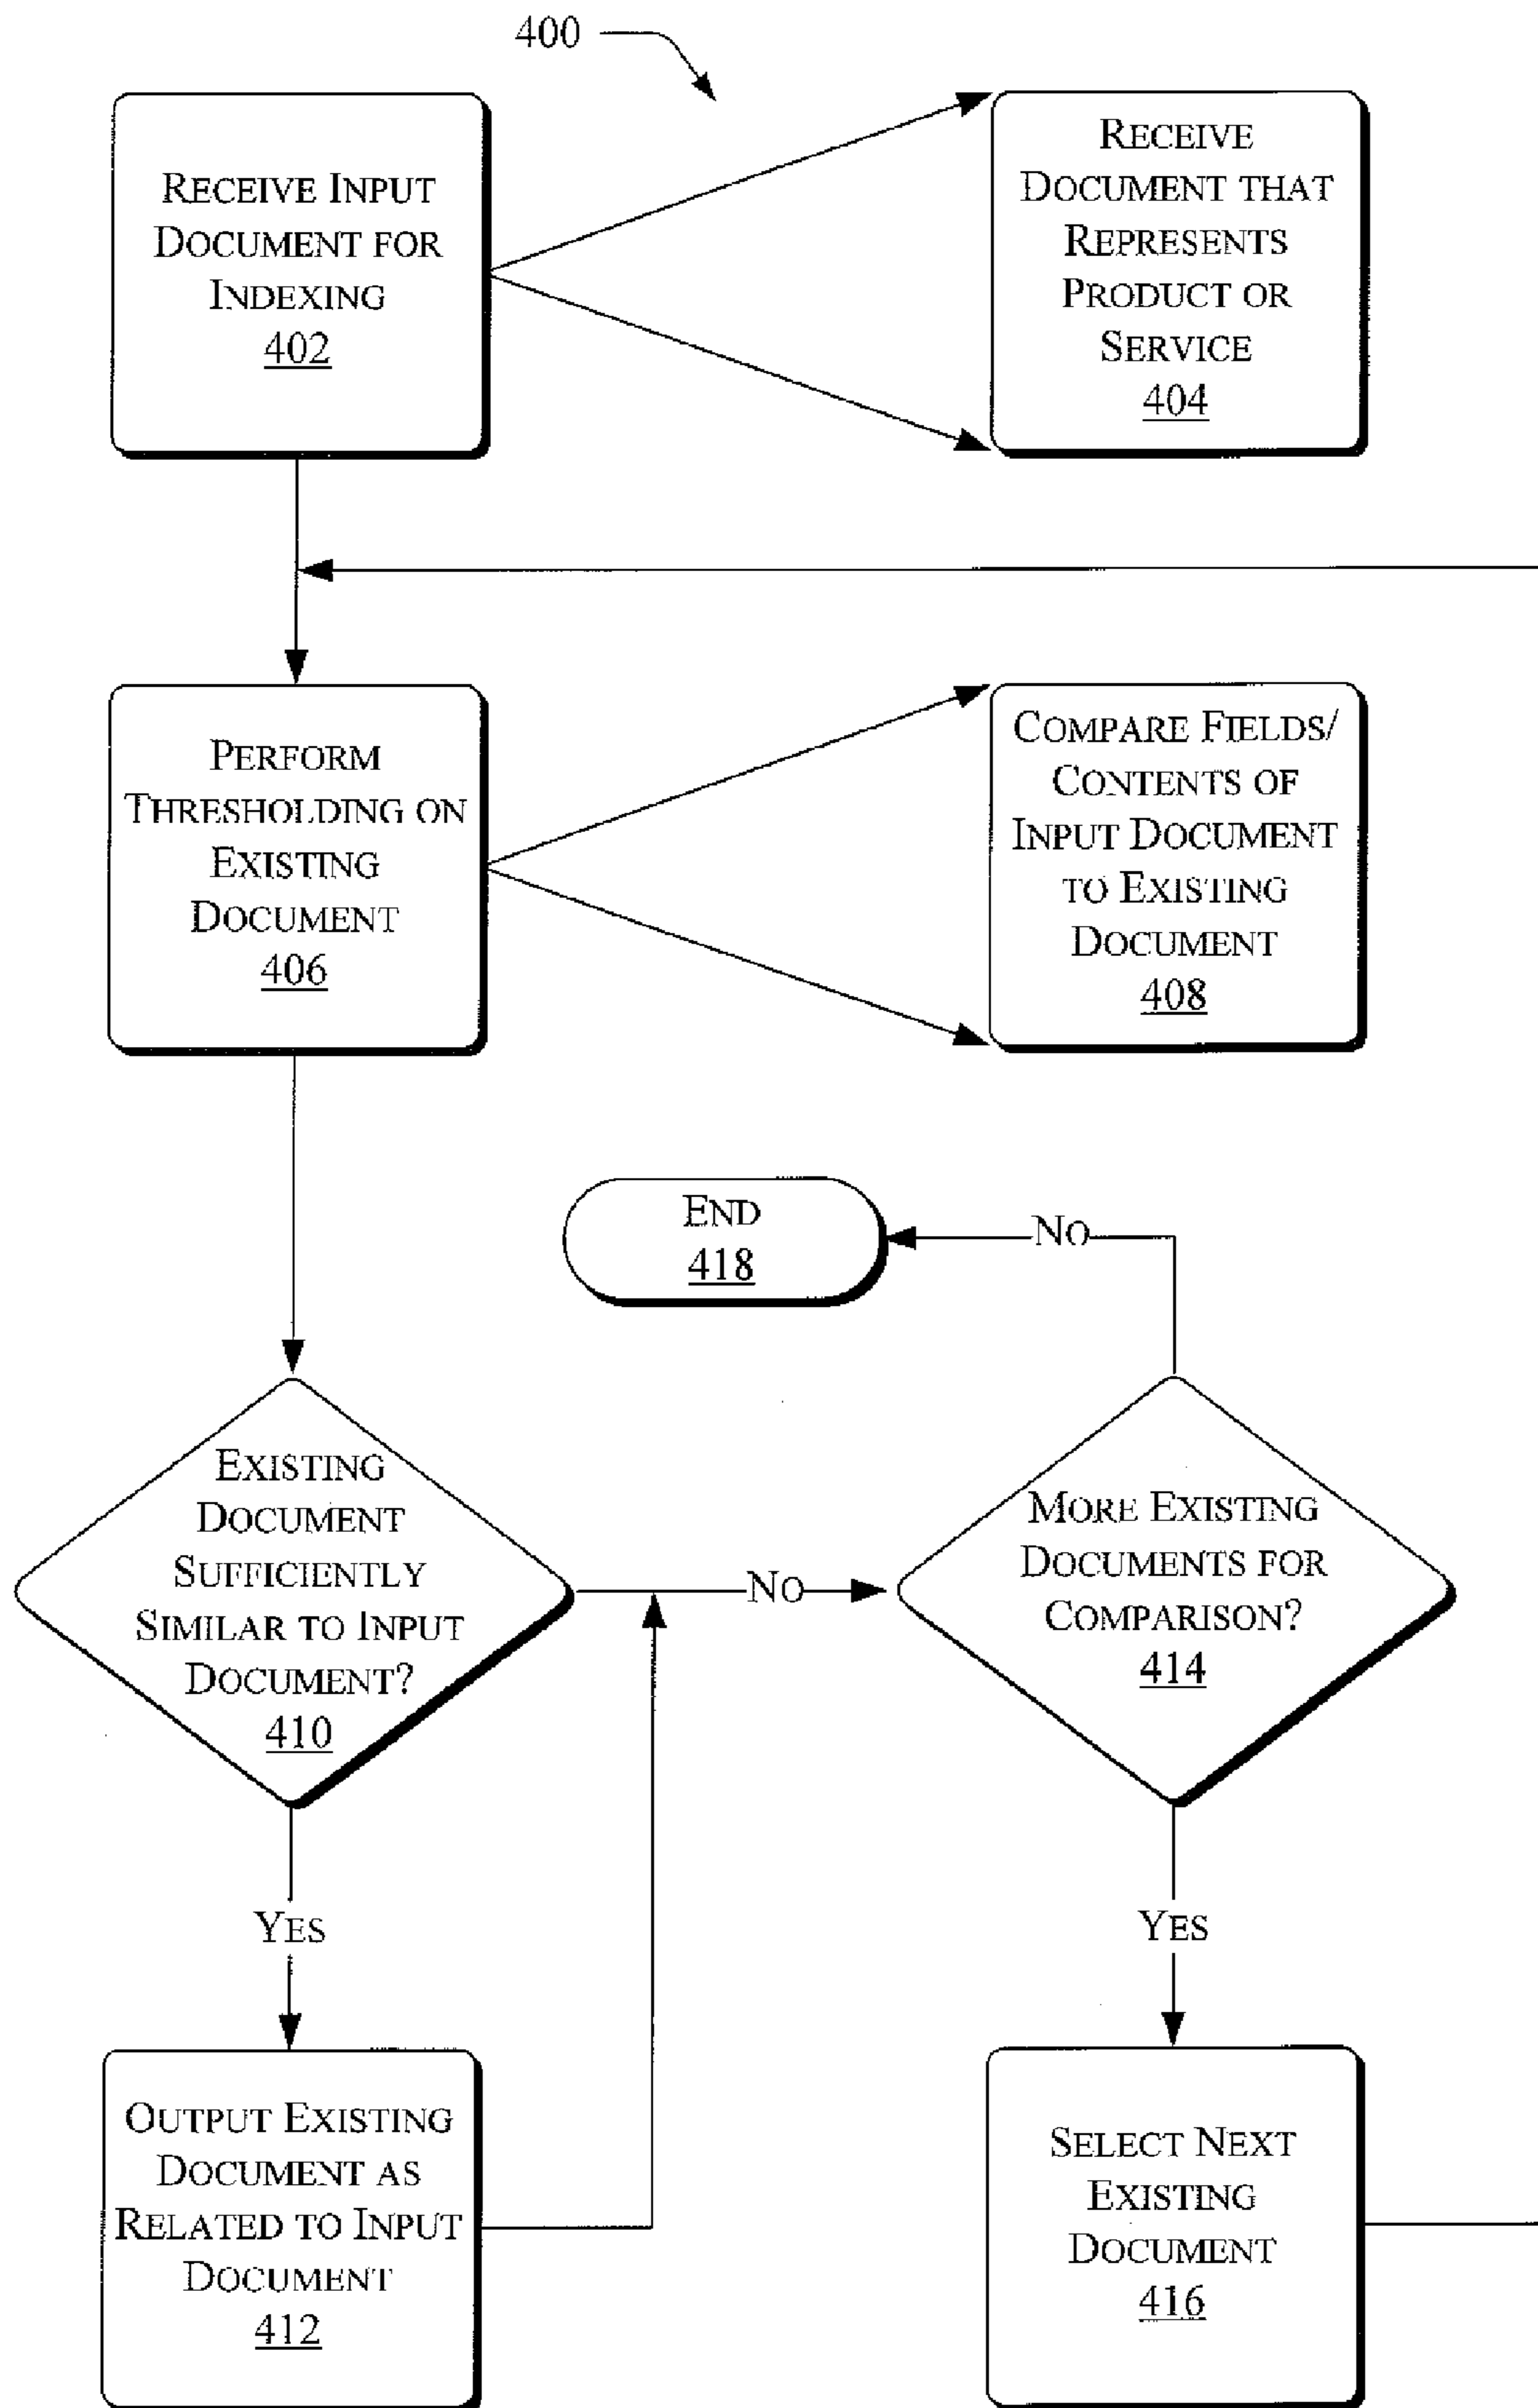 400
RECEIVE INPUT
DOCUMENT FOR
INDEXING
402
RECEIVE
DOCUMENT THAT
REPRESENTS
PRODUCT OR
SERVICE
404
PERFORM
THRESHOLDING ON
EXISTING
DOCUMENT
406
COMPARE FIELDS/
CONTENTS OF
INPUT DOCUMENT
TO EXISTING
DOCUMENT
408
END
418
NO
EXISTING
DOCUMENT
SUFFICIENTLY
SIMILAR TO INPUT
DOCUMENT?
410
NO
MORE EXISTING
DOCUMENTS FOR
COMPARISON?
414
YES
YES
OUTPUT EXISTING
DOCUMENT AS
RELATED TO INPUT
DOCUMENT
412
SELECT NEXT
EXISTING
DOCUMENT
416